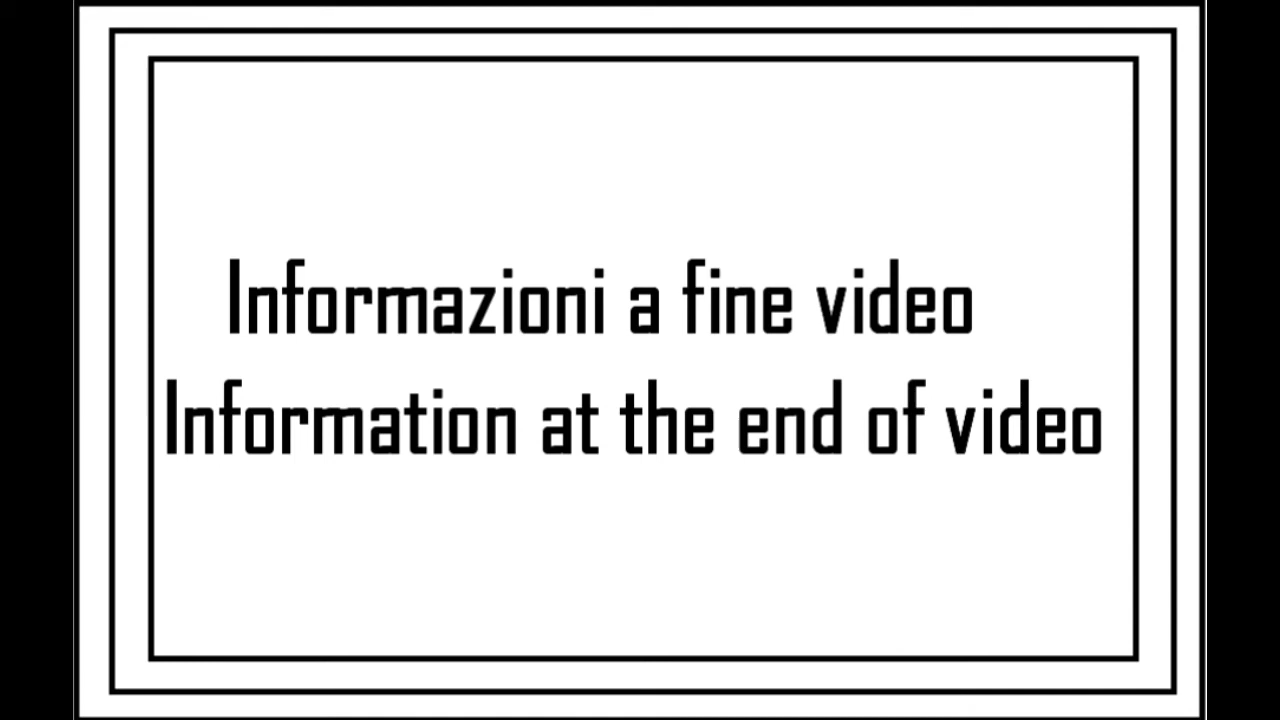 Informazioni a fine video
Information at the end of video